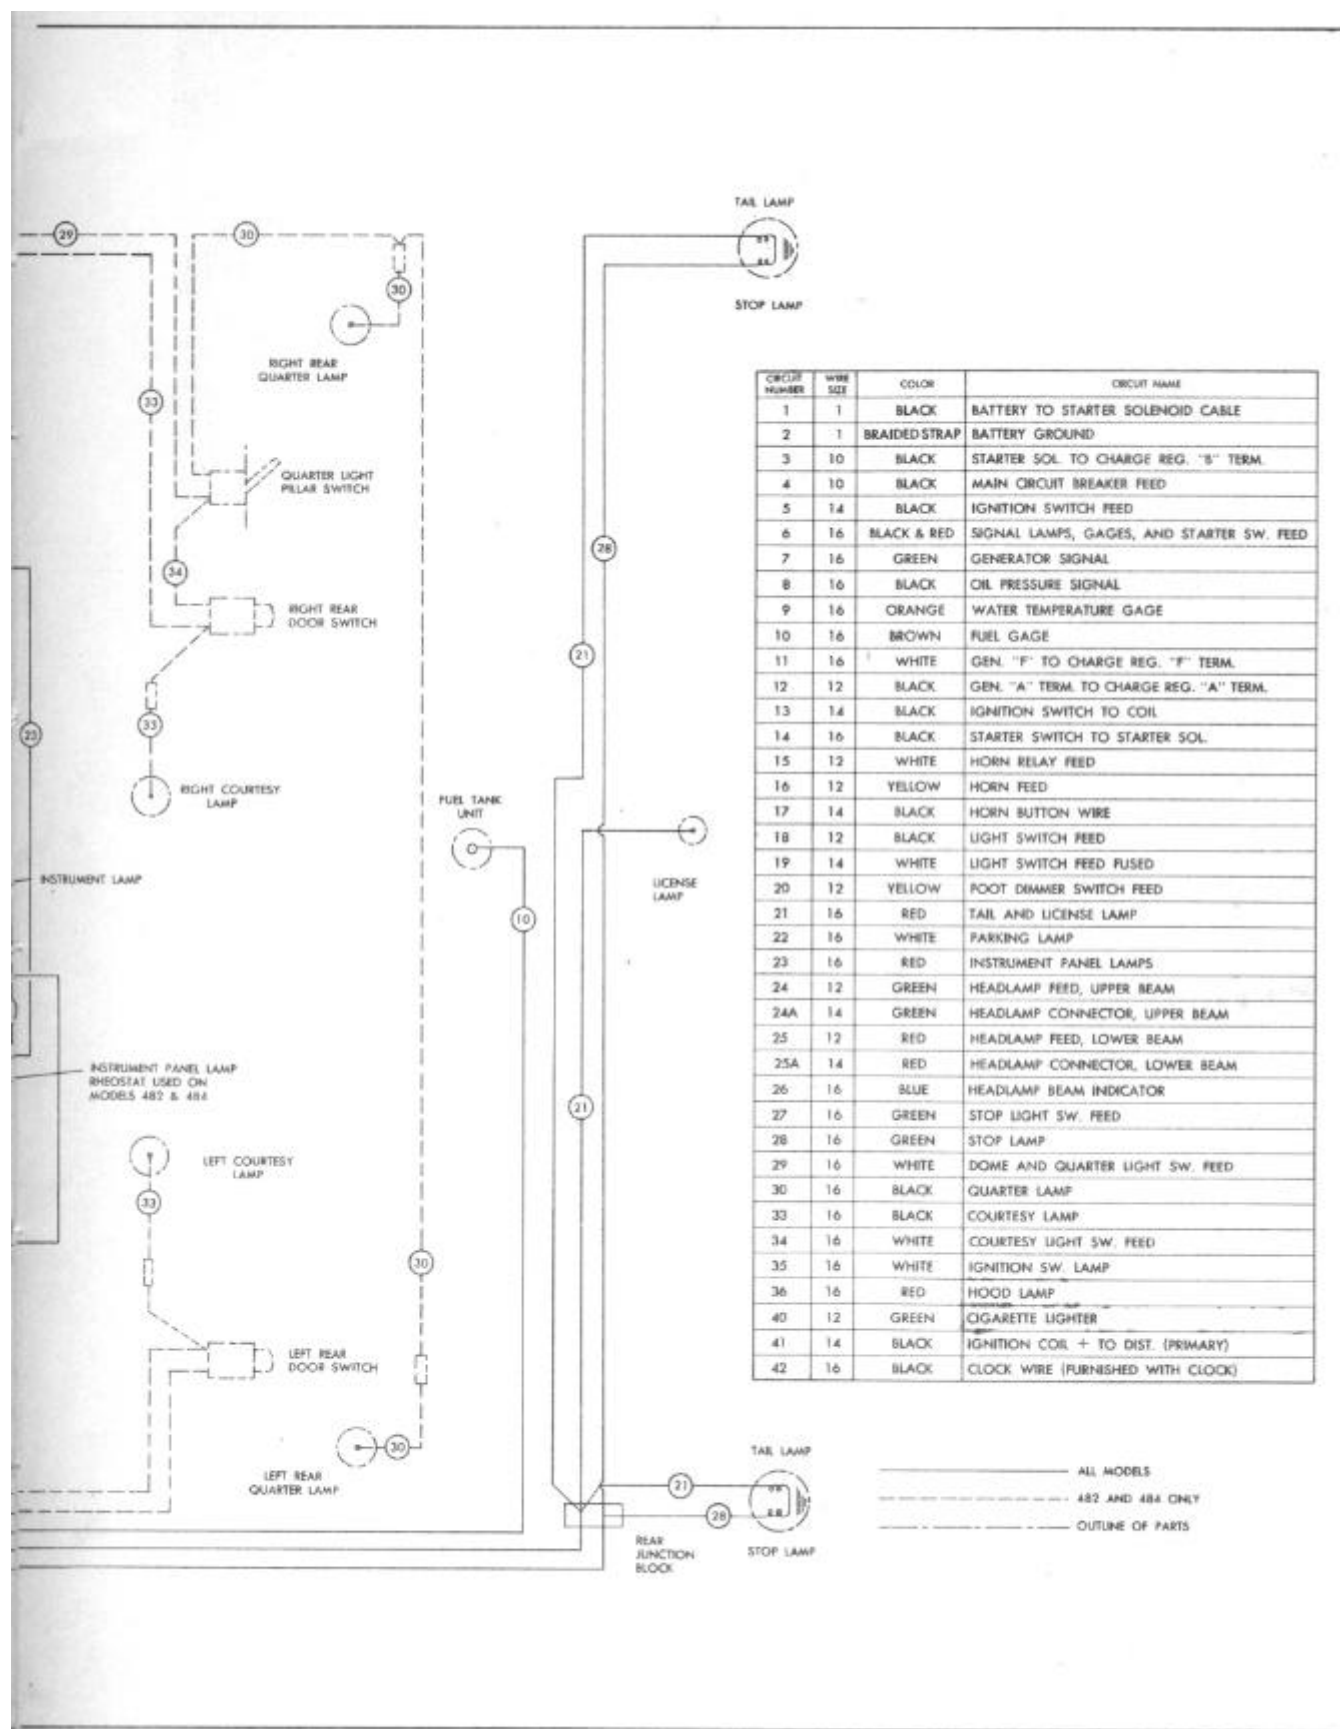 TAIL LAMP
29
30
30
STOP LAMP
RIGHT REAR
QUARTER LAMP
33
QUARTER LIGHT
PILLAR SWITCH
28
34
RIGHT REAR
DOOR SWITCH
21
33
23
RIGHT COURTESY
LAMP
FUEL TANK
UNIT
INSTRUMENT LAMP
LICENSE
LAMP
10
INSTRUMENT PANEL LAMP
RHEOSTAT USED ON
MODELS 482 & 484
21
LEFT COURTESY
LAMP
33
30
LEFT REAR
DOOR SWITCH
30
LEFT REAR
QUARTER LAMP
CIRCUIT NUMBER WIRE SIZE COLOR CIRCUIT NAME
1 1 BLACK BATTERY TO STARTER SOLENOID CABLE
2 1 BRAIDED STRAP BATTERY GROUND
3 10 BLACK STARTER SOL. TO CHARGE REG. "B" TERM.
4 10 BLACK MAIN CIRCUIT BREAKER FEED
5 14 BLACK IGNITION SWITCH FEED
6 16 BLACK & RED SIGNAL LAMPS, GAGES, AND STARTER SW. FEED
7 16 GREEN GENERATOR SIGNAL
8 16 BLACK OIL PRESSURE SIGNAL
9 16 ORANGE WATER TEMPERATURE GAGE
10 16 BROWN FUEL GAGE
11 16 WHITE GEN. "F" TO CHARGE REG. "F" TERM.
12 12 BLACK GEN. "A" TERM. TO CHARGE REG. "A" TERM.
13 14 BLACK IGNITION SWITCH TO COIL
14 16 BLACK STARTER SWITCH TO STARTER SOL.
15 12 WHITE HORN RELAY FEED
16 12 YELLOW HORN FEED
17 14 BLACK HORN BUTTON WIRE
18 12 BLACK LIGHT SWITCH FEED
19 14 WHITE LIGHT SWITCH FEED FUSED
20 12 YELLOW FOOT DIMMER SWITCH FEED
21 16 RED TAIL AND LICENSE LAMP
22 16 WHITE PARKING LAMP
23 16 RED INSTRUMENT PANEL LAMPS
24 12 GREEN HEADLAMP FEED, UPPER BEAM
24A 14 GREEN HEADLAMP CONNECTOR, UPPER BEAM
25 12 RED HEADLAMP FEED, LOWER BEAM
25A 14 RED HEADLAMP CONNECTOR, LOWER BEAM
26 16 BLUE HEADLAMP BEAM INDICATOR
27 16 GREEN STOP LIGHT SW. FEED
28 16 GREEN STOP LAMP
29 16 WHITE DOME AND QUARTER LIGHT SW. FEED
30 16 BLACK QUARTER LAMP
33 16 BLACK COURTESY LAMP
34 16 WHITE COURTESY LIGHT SW. FEED
35 16 WHITE IGNITION SW. LAMP
36 16 RED HOOD LAMP
40 12 GREEN CIGARETTE LIGHTER
41 14 BLACK IGNITION COIL + TO DIST. (PRIMARY)
42 16 BLACK CLOCK WIRE (FURNISHED WITH CLOCK)
TAIL LAMP
21
28
STOP LAMP
REAR
JUNCTION
BLOCK
ALL MODELS
482 AND 484 ONLY
OUTLINE OF PARTS